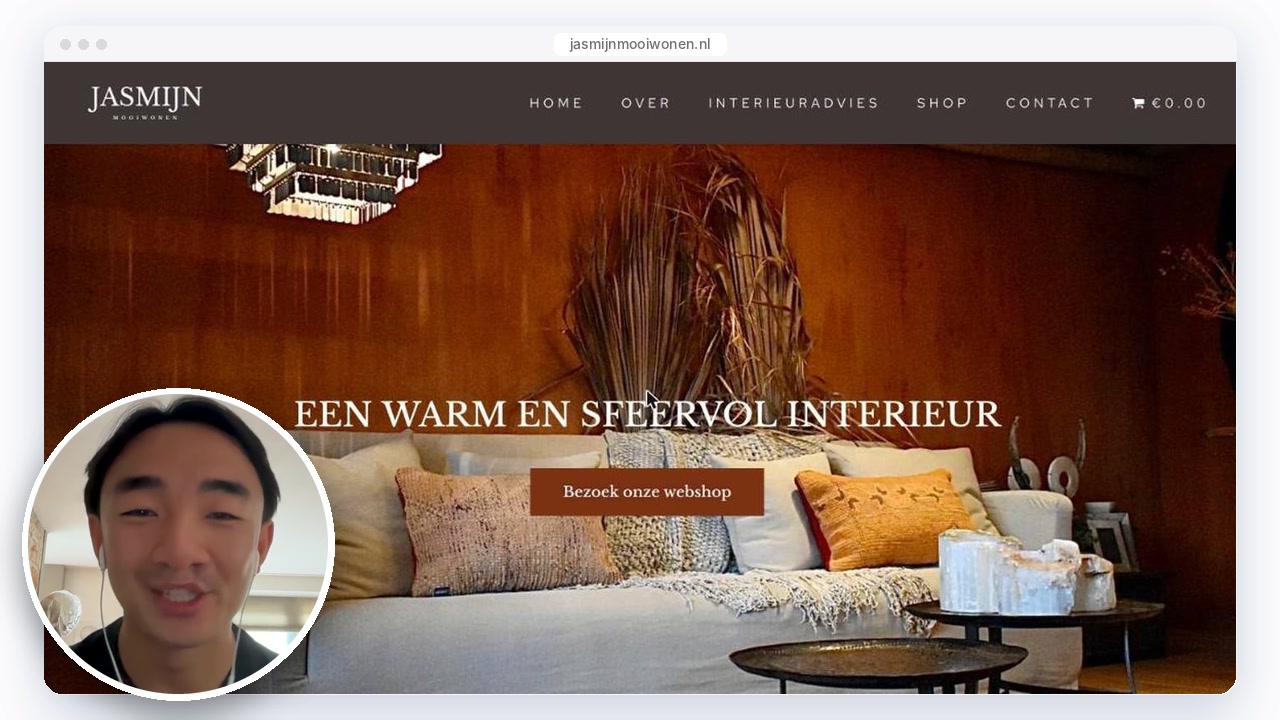 jasmijnmooiwonen.nl
JASMIJN
MOOIWONEN
HOME OVER INTERIEURADVIES SHOP CONTACT €0.00
EEN WARM EN SFEERVOL INTERIEUR
Bezoek onze webshop